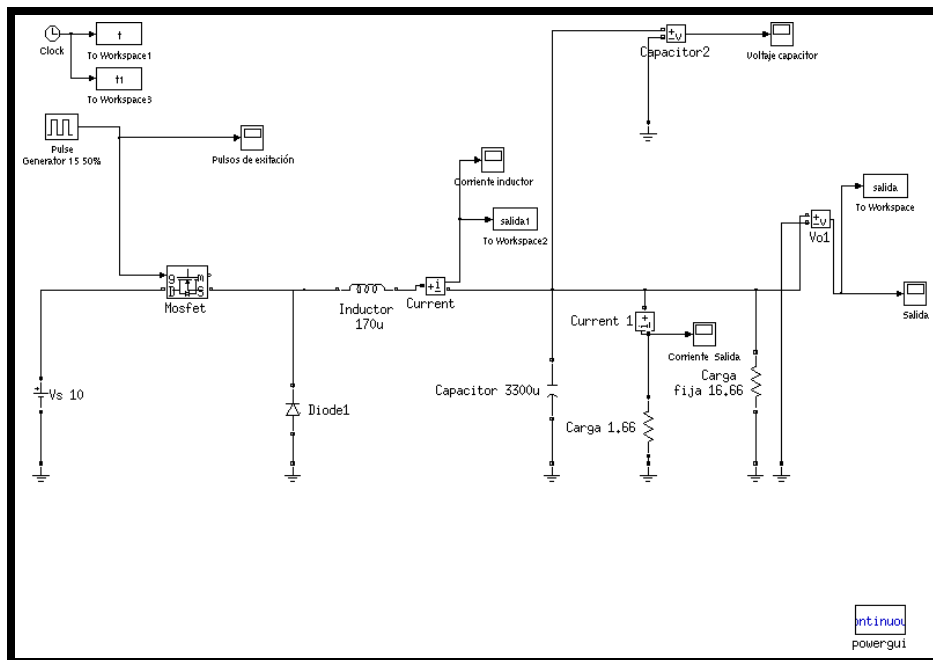 t
Clock
To Workspace1
t1
To Workspace3
Capacitor2
Voltaje capacitor
Pulse
Generator 15 50%
Pulsos de exitación
Corriente inductor
salida
To Workspace
salida1
To Workspace2
Vo1
g m
D S
Mosfet
Inductor
170u
Current
Salida
Current 1
Corriente Salida
Vs 10
Diode1
Capacitor 3300u
Carga
fija 16.66
Carga 1.66
ontinuou
powergui